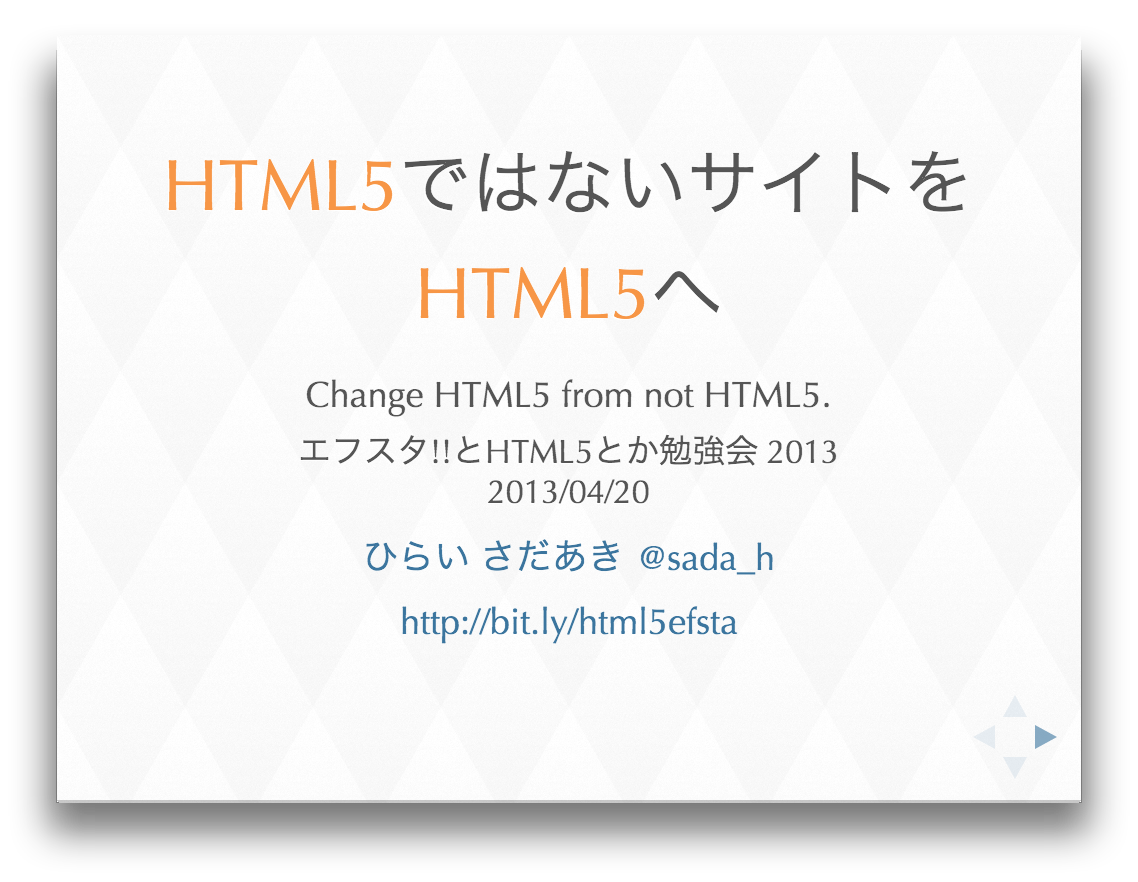 HTML5ではないサイトを
HTML5へ
Change HTML5 from not HTML5.
エフスタ!!とHTML5とか勉強会 2013
2013/04/20
ひらい さだあき @sada_h
http://bit.ly/html5efsta